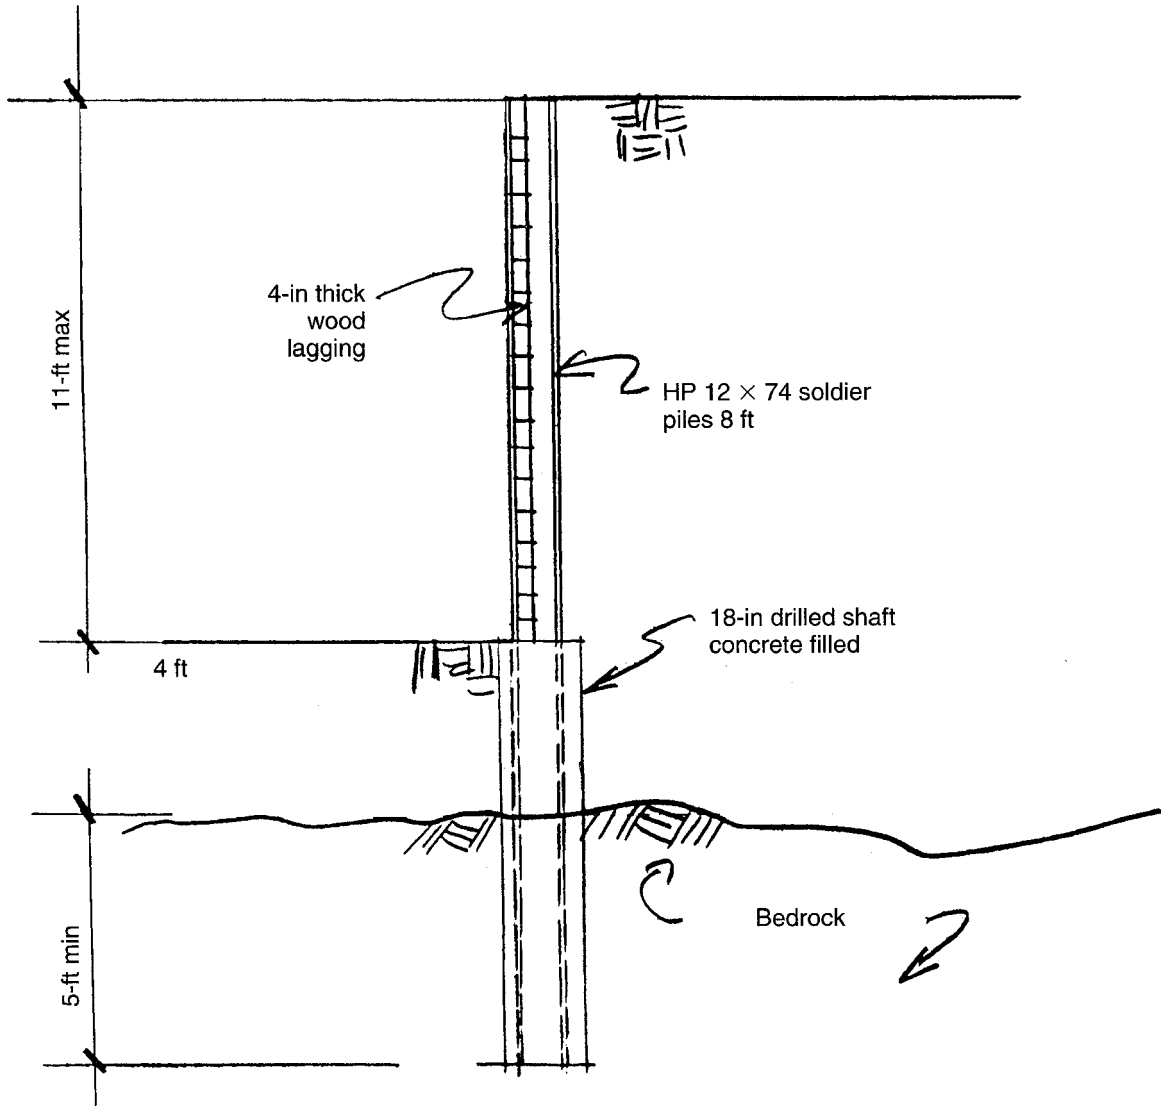 4-in thick
wood
lagging
11-ft max
HP 12 × 74 soldier
piles 8 ft
18-in drilled shaft
concrete filled
4 ft
Bedrock
5-ft min